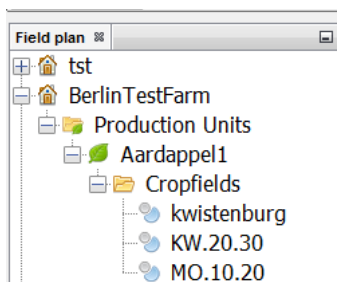 Field plan
tst
BerlinTestFarm
Production Units
Aardappel1
Cropfields
kwistenburg
KW.20.30
MO.10.20